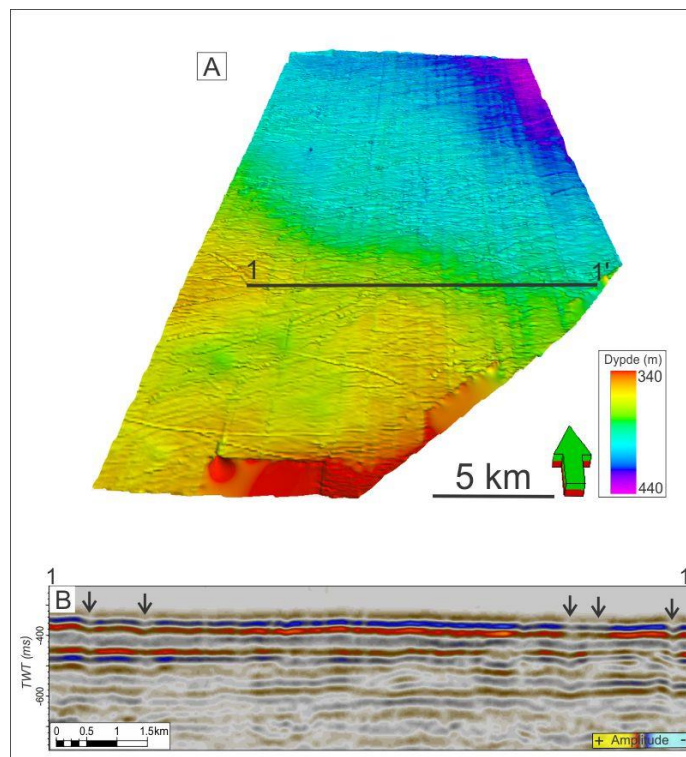 A
1 1'
Dypde (m)
340
440
5 km
1 1
B
-400
-600
TWT (ms)
0 0.5 1 1.5km
+ Amplitude -